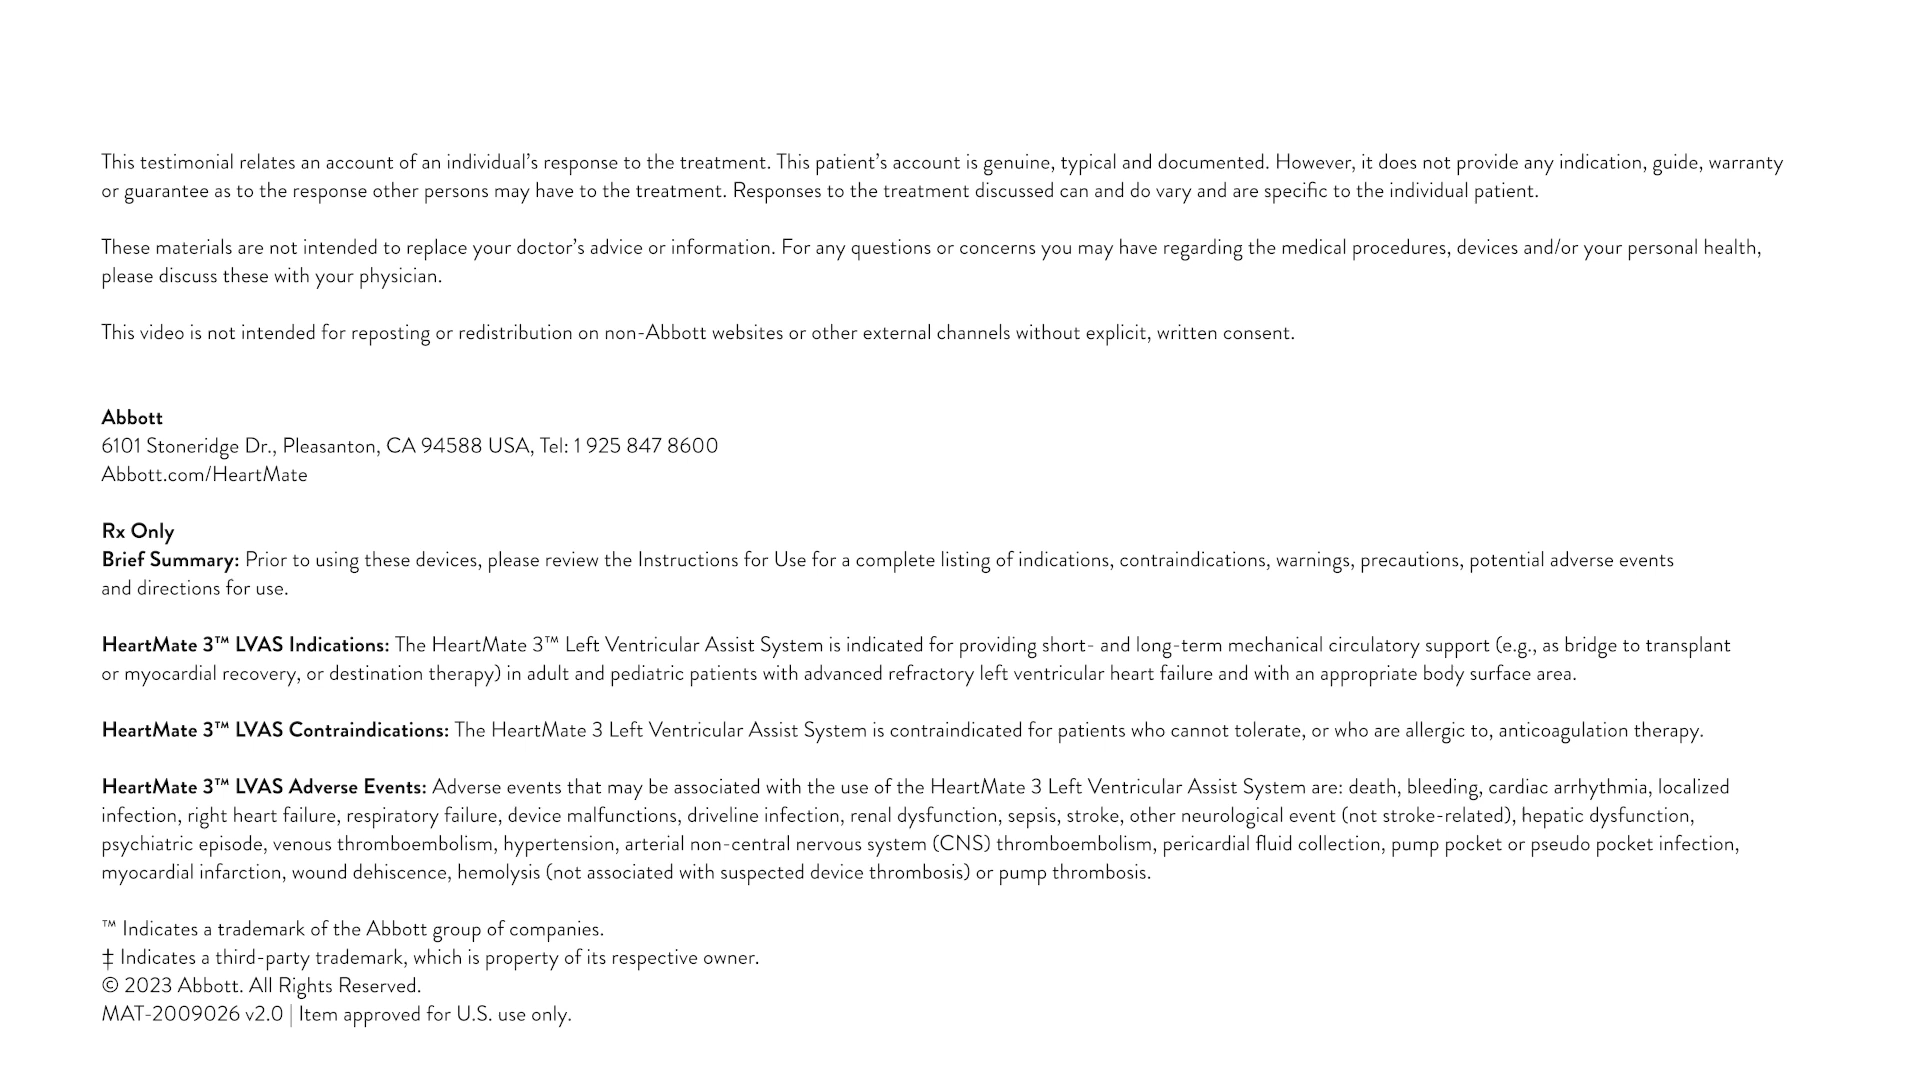 This testimonial relates an account of an individual’s response to the treatment. This patient’s account is genuine, typical and documented. However, it does not provide any indication, guide, warranty
or guarantee as to the response other persons may have to the treatment. Responses to the treatment discussed can and do vary and are specific to the individual patient.
These materials are not intended to replace your doctor’s advice or information. For any questions or concerns you may have regarding the medical procedures, devices and/or your personal health,
please discuss these with your physician.
This video is not intended for reposting or redistribution on non-Abbott websites or other external channels without explicit, written consent.
Abbott
6101 Stoneridge Dr., Pleasanton, CA 94588 USA, Tel: 1 925 847 8600
Abbott.com/HeartMate
Rx Only
Brief Summary: Prior to using these devices, please review the Instructions for Use for a complete listing of indications, contraindications, warnings, precautions, potential adverse events
and directions for use.
HeartMate 3™ LVAS Indications: The HeartMate 3™ Left Ventricular Assist System is indicated for providing short- and long-term mechanical circulatory support (e.g., as bridge to transplant
or myocardial recovery, or destination therapy) in adult and pediatric patients with advanced refractory left ventricular heart failure and with an appropriate body surface area.
HeartMate 3™ LVAS Contraindications: The HeartMate 3 Left Ventricular Assist System is contraindicated for patients who cannot tolerate, or who are allergic to, anticoagulation therapy.
HeartMate 3™ LVAS Adverse Events: Adverse events that may be associated with the use of the HeartMate 3 Left Ventricular Assist System are: death, bleeding, cardiac arrhythmia, localized
infection, right heart failure, respiratory failure, device malfunctions, driveline infection, renal dysfunction, sepsis, stroke, other neurological event (not stroke-related), hepatic dysfunction,
psychiatric episode, venous thromboembolism, hypertension, arterial non-central nervous system (CNS) thromboembolism, pericardial fluid collection, pump pocket or pseudo pocket infection,
myocardial infarction, wound dehiscence, hemolysis (not associated with suspected device thrombosis) or pump thrombosis.
™ Indicates a trademark of the Abbott group of companies.
‡ Indicates a third-party trademark, which is property of its respective owner.
© 2023 Abbott. All Rights Reserved.
MAT-2009026 v2.0 | Item approved for U.S. use only.